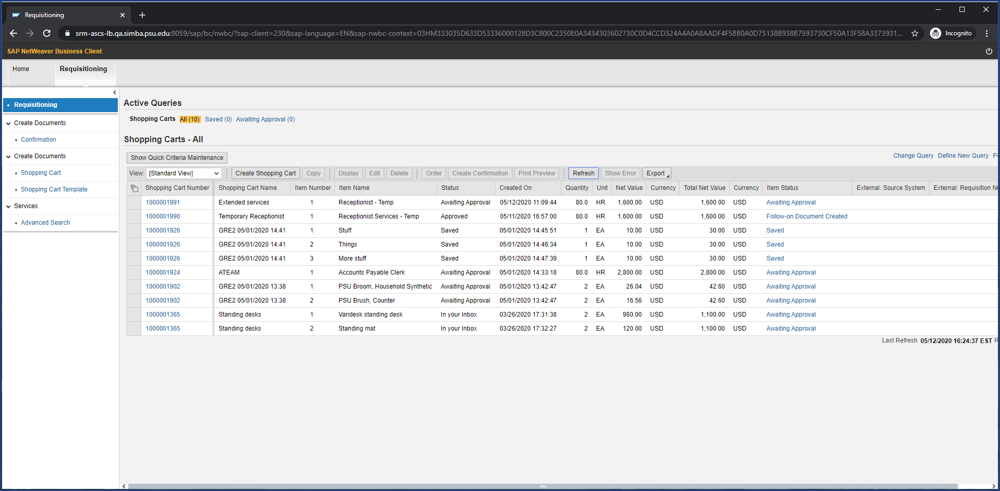 SAP Requisitioning
srm-ascs-lb.qa.simba.psu.edu:8059/sap/bc/nwbc/?sap-client=230&sap-language=EN&sap-nwbc-context=03HM333035D633D53336000128D3C800C2350E0A3434303602730C0D4CCD324A4A0A8AADF4F58B0A0D75138B938B7593730CF50A13F58A3373931... Incognito
SAP NetWeaver Business Client
Home Requisitioning
Requisitioning
Create Documents
Confirmation
Create Documents
Shopping Cart
Shopping Cart Template
Services
Advanced Search
Active Queries
Shopping Carts All (10) Saved (0) Awaiting Approval (0)
Shopping Carts - All
Show Quick Criteria Maintenance Change Query Define New Query
View: [Standard View] Create Shopping Cart Copy Display Edit Delete Order Create Confirmation Print Preview Refresh Show Error Export
Shopping Cart Number Shopping Cart Name Item Number Item Name Status Created On Quantity Unit Net Value Currency Total Net Value Currency Item Status External: Source System External: Requisition
1000001991 Extended services 1 Receptionist - Temp Awaiting Approval 05/12/2020 11:09:44 80.0 HR 1,600.00 USD 1,600.00 USD Awaiting Approval
1000001990 Temporary Receptionist 1 Receptionist Services - Temp Approved 05/11/2020 16:57:00 80.0 HR 1,600.00 USD 1,600.00 USD Follow-on Document Created
1000001926 GRE2 05/01/2020 14:41 1 Stuff Saved 05/01/2020 14:45:51 1 EA 10.00 USD 30.00 USD Saved
1000001926 GRE2 05/01/2020 14:41 2 Things Saved 05/01/2020 14:46:34 1 EA 10.00 USD 30.00 USD Saved
1000001926 GRE2 05/01/2020 14:41 3 More stuff Saved 05/01/2020 14:47:39 1 EA 10.00 USD 30.00 USD Saved
1000001924 ATEAM 1 Accounts Payable Clerk Awaiting Approval 05/01/2020 14:33:18 80.0 HR 2,800.00 USD 2,800.00 USD Awaiting Approval
1000001902 GRE2 05/01/2020 13:38 1 PSU Broom, Household Synthetic Awaiting Approval 05/01/2020 13:42:47 2 EA 26.04 USD 42.60 USD Awaiting Approval
1000001902 GRE2 05/01/2020 13:38 2 PSU Brush, Counter Awaiting Approval 05/01/2020 13:42:47 2 EA 16.56 USD 42.60 USD Awaiting Approval
1000001365 Standing desks 1 Varidesk standing desk In your Inbox 03/26/2020 17:31:38 2 EA 980.00 USD 1,100.00 USD Awaiting Approval
1000001365 Standing desks 2 Standing mat In your Inbox 03/26/2020 17:32:27 2 EA 120.00 USD 1,100.00 USD Awaiting Approval
Last Refresh 05/12/2020 16:24:37 EST